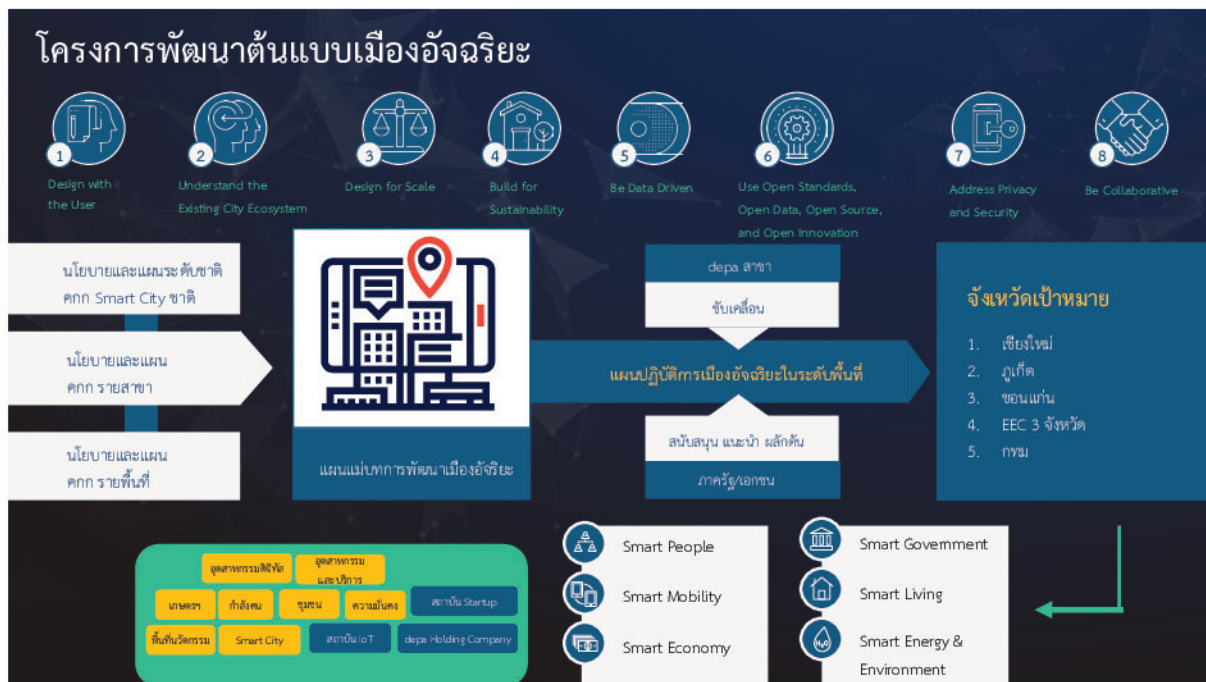 โครงการพัฒนาต้นแบบเมืองอัจฉริยะ
1
Design with
the User
2
Understand the
Existing City Ecosystem
3
Design for Scale
4
Build for
Sustainability
5
Be Data Driven
6
Use Open Standards,
Open Data, Open Source,
and Open Innovation
7
Address Privacy
and Security
8
Be Collaborative
นโยบายและแผนระดับชาติ
คกก Smart City ชาติ
นโยบายและแผน
คกก รายสาขา
นโยบายและแผน
คกก รายพื้นที่
แผนแม่บทการพัฒนาเมืองอัจริยะ
depa สาขา
ขับเคลื่อน
แผนปฏิบัติการเมืองอัจฉริยะในระดับพื้นที่
สนับสนุน แนะนำ ผลักดัน
ภาครัฐ/เอกชน
จังหวัดเป้าหมาย
1. เชียงใหม่
2. ภูเก็ต
3. ขอนแก่น
4. EEC 3 จังหวัด
5. กทม
อุตสาหกรรมดิจิทัล
อุตสาหกรรม
และบริการ
เกษตรฯ
กำลังคน
ชุมชน
ความมั่นคง
สถาบัน Startup
พื้นที่นวัตกรรม
Smart City
สถาบัน IoT
depa Holding Company
Smart People
Smart Mobility
Smart Economy
Smart Government
Smart Living
H₂O
Smart Energy &
Environment